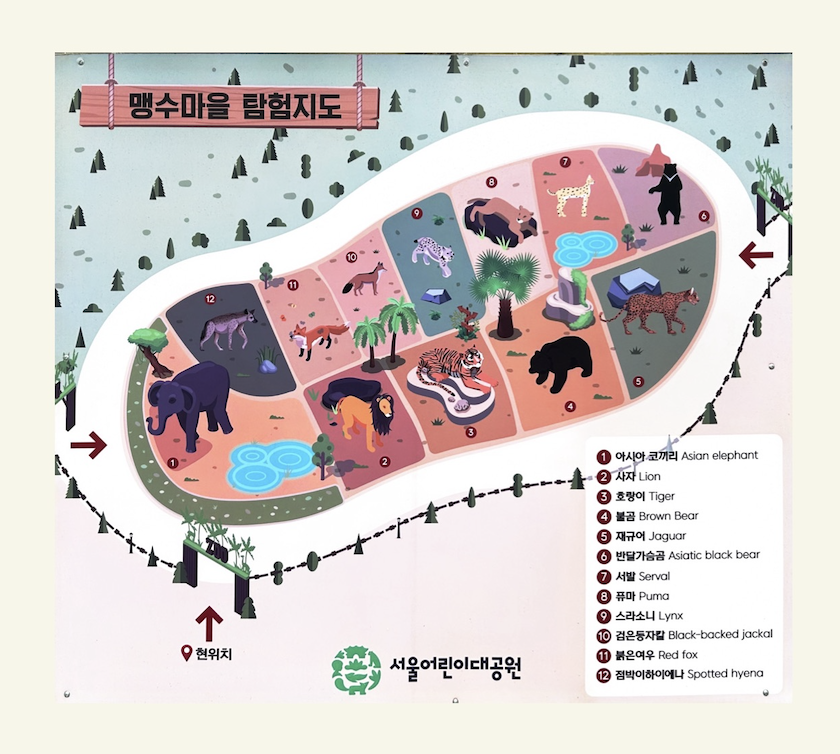 맹수마을 탐험지도
12
11
10
9
8
7
6
1
2
3
4
5
ZOO
현위치
서울어린이대공원
1 아시아 코끼리 Asian elephant
2 사자 Lion
3 호랑이 Tiger
4 불곰 Brown Bear
5 재규어 Jaguar
6 반달가슴곰 Asiatic black bear
7 서발 Serval
8 퓨마 Puma
9 스라소니 Lynx
10 검은등자칼 Black-backed jackal
11 붉은여우 Red fox
12 점박이하이에나 Spotted hyena